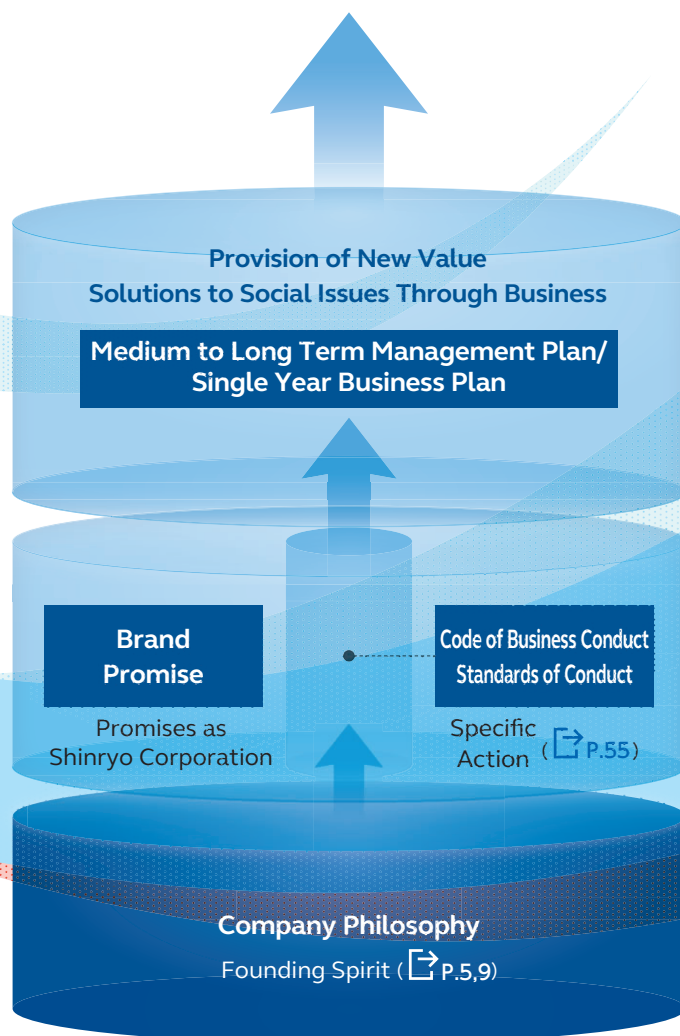 Provision of New Value
Solutions to Social Issues Through Business
Medium to Long Term Management Plan/
Single Year Business Plan
Brand
Promise
Promises as
Shinryo Corporation
Code of Business Conduct
Standards of Conduct
Specific
Action ( P.55)
Company Philosophy
Founding Spirit ( P.5,9)